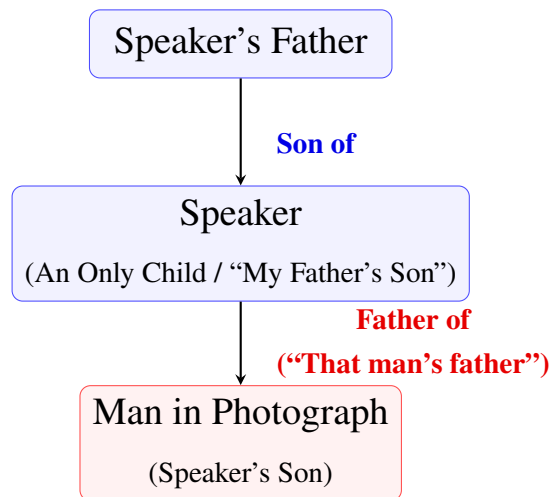 Speaker’s Father
Son of
Speaker
(An Only Child / “My Father’s Son”)
Father of
(“That man’s father”)
Man in Photograph
(Speaker’s Son)